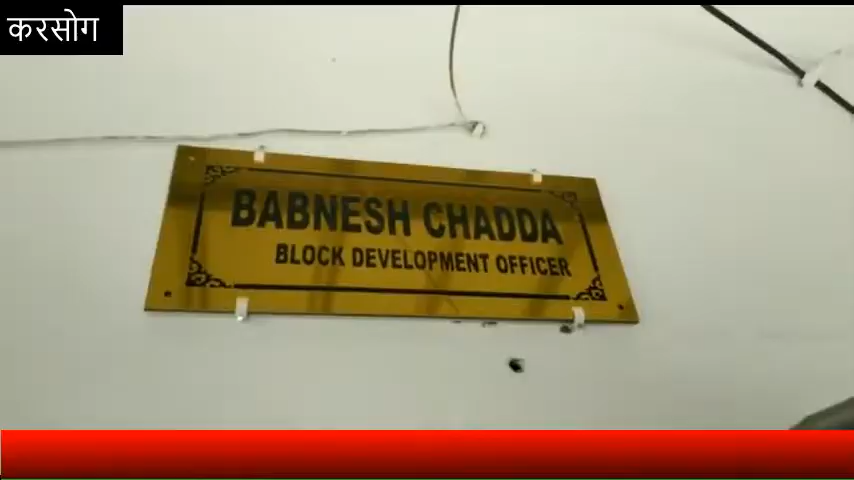 करसोग
BABNESH CHADDA
BLOCK DEVELOPMENT OFFICER